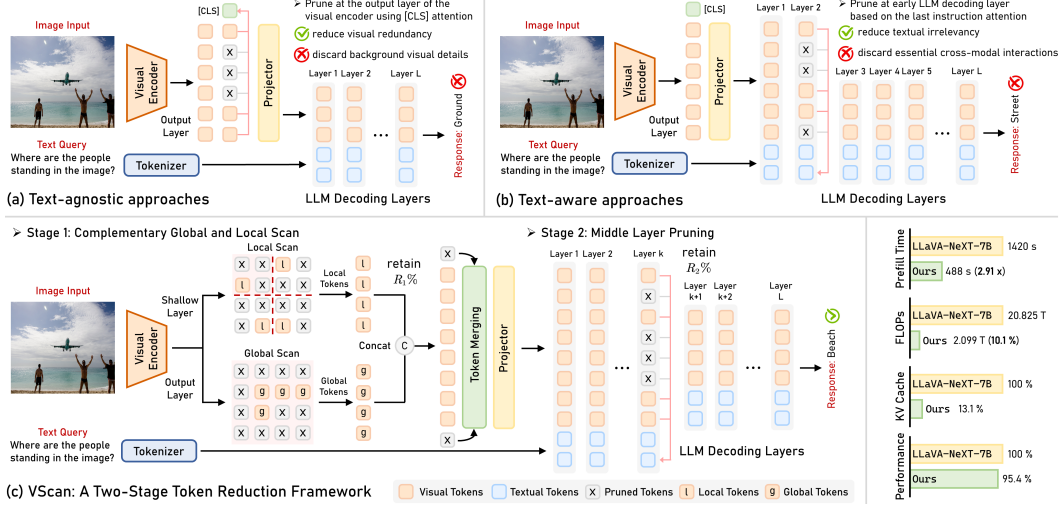 [CLS]
➢ Prune at the output layer of the
visual encoder using [CLS] attention
reduce visual redundancy
discard background visual details
Image Input
Visual
Encoder
Output
Layer
x
x
x
Projector
Layer 1
Layer 2
Layer L
...
Response: Ground
Text Query
Where are the people
standing in the image?
Tokenizer
(a) Text-agnostic approaches
LLM Decoding Layers
[CLS]
Layer 1
Layer 2
➢ Prune at early LLM decoding layer
based on the last instruction attention
reduce textual irrelevancy
discard essential cross-modal interactions
Image Input
Visual
Encoder
Output
Layer
Projector
x
x
x
Layer 3
Layer 4
Layer 5
Layer L
...
Response: Street
Text Query
Where are the people
standing in the image?
Tokenizer
(b) Text-aware approaches
LLM Decoding Layers
➢ Stage 1: Complementary Global and Local Scan
Local Scan
x x l x
l x x x
x x x x
x l l x
Local
Tokens
l
l
l
l
retain
R₁%
Image Input
Visual
Encoder
Shallow
Layer
Output
Layer
Global Scan
x x x x
x g g g
x g x x
x x x x
Global
Tokens
g
g
g
g
Concat
C
x
x
Token Merging
Projector
➢ Stage 2: Middle Layer Pruning
Layer 1
Layer 2
Layer k
...
x
x
x
x
retain
R₂%
Layer
k+1
Layer
k+2
Layer
L
...
Response: Beach
Text Query
Where are the people
standing in the image?
Tokenizer
LLM Decoding Layers
(c) VScan: A Two-Stage Token Reduction Framework
Visual Tokens
Textual Tokens
x Pruned Tokens
l Local Tokens
g Global Tokens
Prefill Time
LLaVA-NeXT-7B 1420 s
Ours 488 s (2.91 x)
FLOPs
LLaVA-NeXT-7B 20.825 T
Ours 2.099 T (10.1 %)
KV Cache
LLaVA-NeXT-7B 100 %
Ours 13.1 %
Performance
LLaVA-NeXT-7B 100 %
Ours 95.4 %